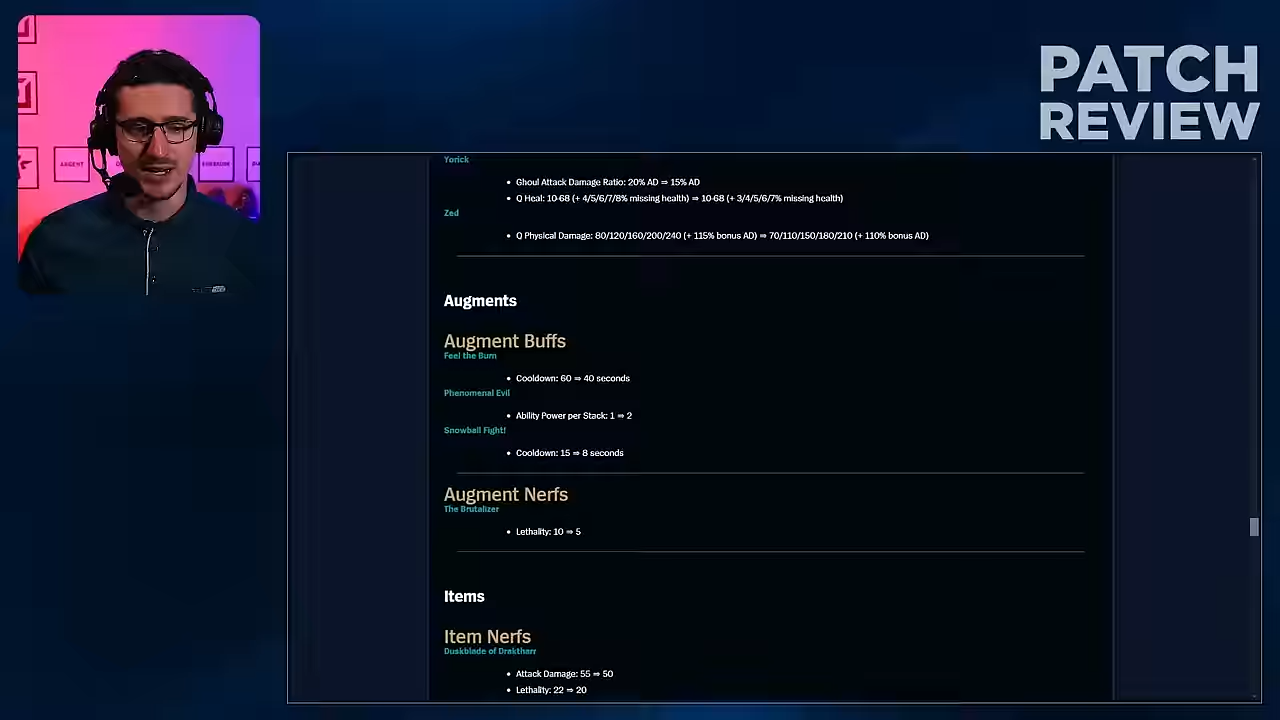 PATCH
REVIEW
ARGENT
Yorick
• Ghoul Attack Damage Ratio: 20% AD ⇒ 15% AD
• Q Heal: 10-68 (+ 4/5/6/7/8% missing health) ⇒ 10-68 (+ 3/4/5/6/7% missing health)
Zed
• Q Physical Damage: 80/120/160/200/240 (+ 115% bonus AD) ⇒ 70/110/150/180/210 (+ 110% bonus AD)
Augments
Augment Buffs
Feel the Burn
• Cooldown: 60 ⇒ 40 seconds
Phenomenal Evil
• Ability Power per Stack: 1 ⇒ 2
Snowball Fight!
• Cooldown: 15 ⇒ 8 seconds
Augment Nerfs
The Brutalizer
• Lethality: 10 ⇒ 5
Items
Item Nerfs
Duskblade of Draktharr
• Attack Damage: 55 ⇒ 50
• Lethality: 22 ⇒ 20